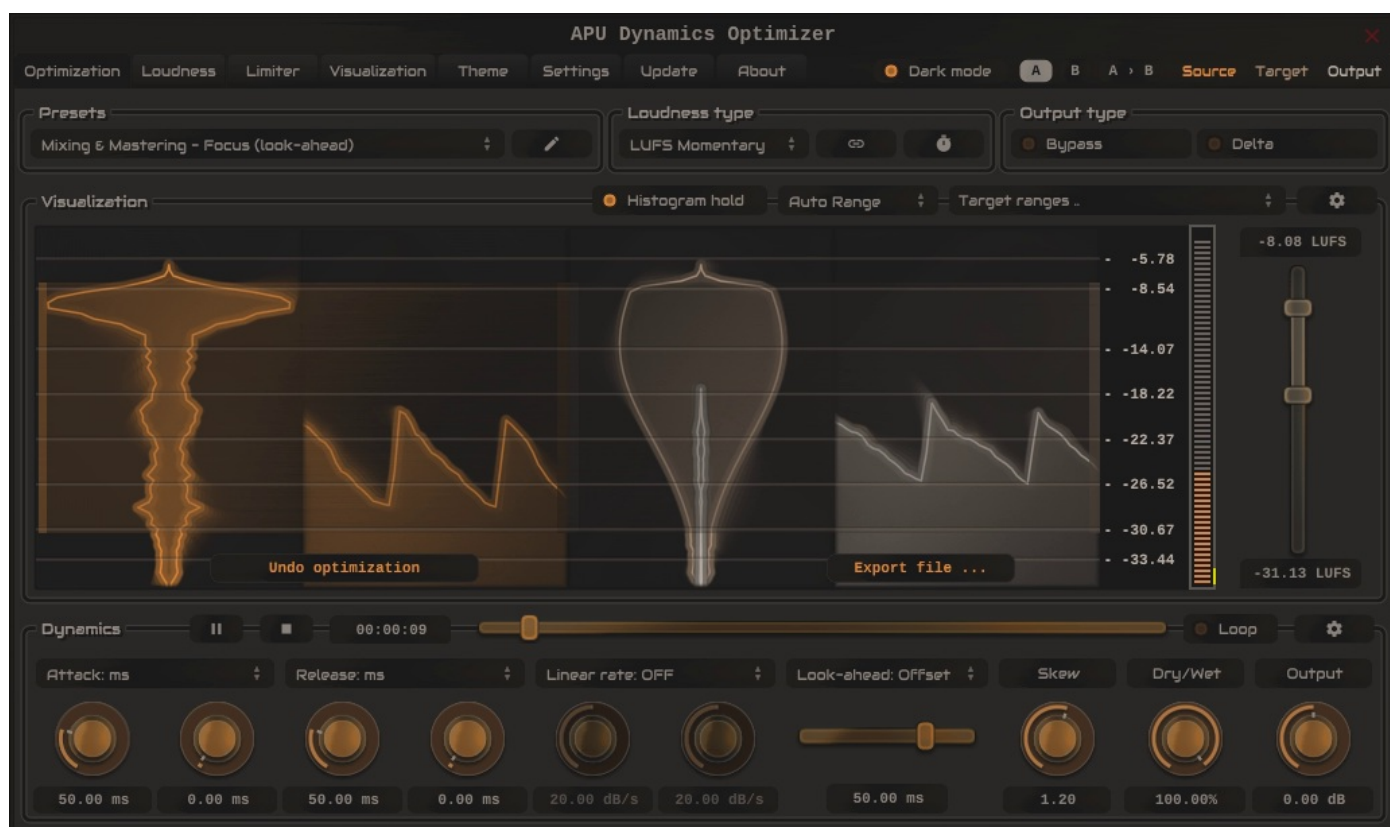 APU Dynamics Optimizer
Optimization Loudness Limiter Visualization Theme Settings Update About Dark mode A B A › B Source Target Output
Presets Loudness type Output type
Mixing & Mastering - Focus (look-ahead) LUFS Momentary Bypass Delta
Visualization Histogram hold Auto Range Target ranges ..
-8.08 LUFS
- -5.78
- -8.54
- -14.07
- -18.22
- -22.37
- -26.52
- -30.67
- -33.44
Undo optimization Export file ... -31.13 LUFS
Dynamics 00:00:09 Loop
Attack: ms Release: ms Linear rate: OFF Look-ahead: Offset Skew Dry/Wet Output
50.00 ms 0.00 ms 50.00 ms 0.00 ms 20.00 dB/s 20.00 dB/s 50.00 ms 1.20 100.00% 0.00 dB